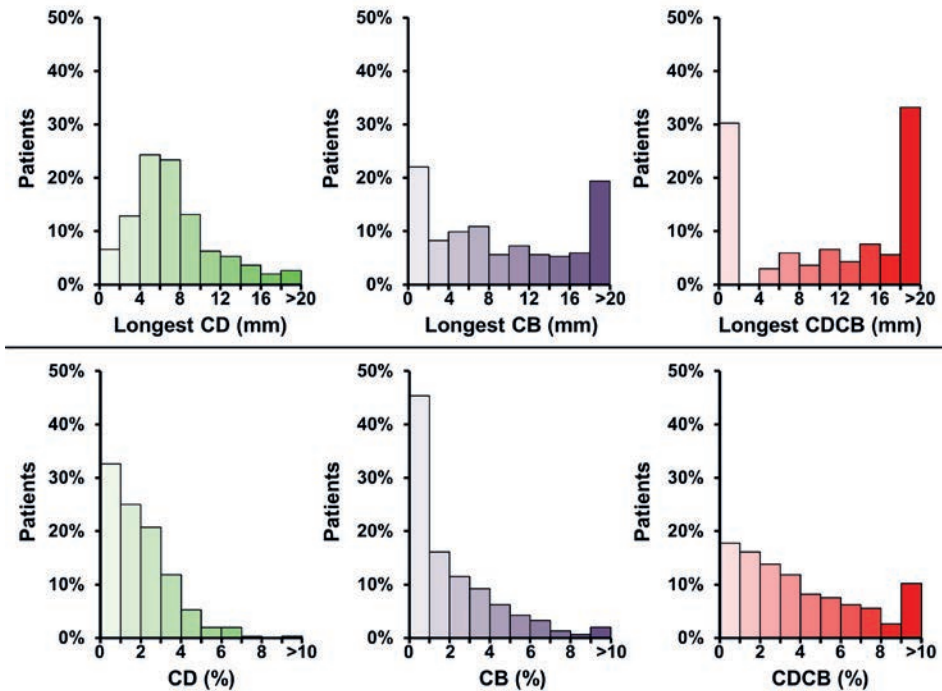 50% 50% 50%
40% 40% 40%
Patients Patients Patients
30% 30% 30%
20% 20% 20%
10% 10% 10%
0% 0% 0%
0 4 8 12 16 >20 0 4 8 12 16 >20 0 4 8 12 16 >20
Longest CD (mm) Longest CB (mm) Longest CDCB (mm)
50% 50% 50%
40% 40% 40%
Patients Patients Patients
30% 30% 30%
20% 20% 20%
10% 10% 10%
0% 0% 0%
0 2 4 6 8 >10 0 2 4 6 8 >10 0 2 4 6 8 >10
CD (%) CB (%) CDCB (%)